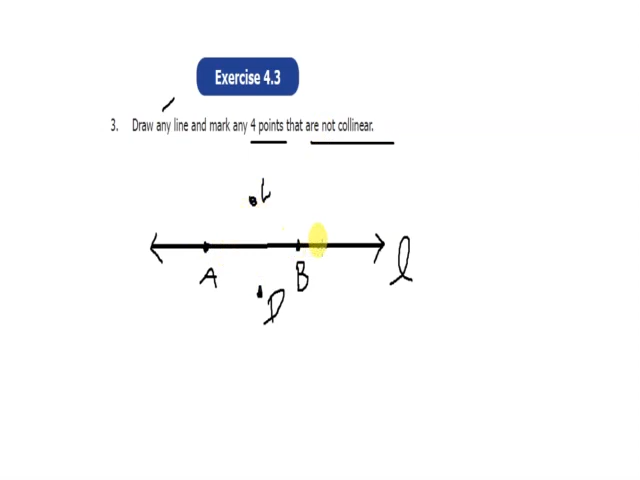 Exercise 4.3
3. Draw any line and mark any 4 points that are not collinear.
A
B
D
l